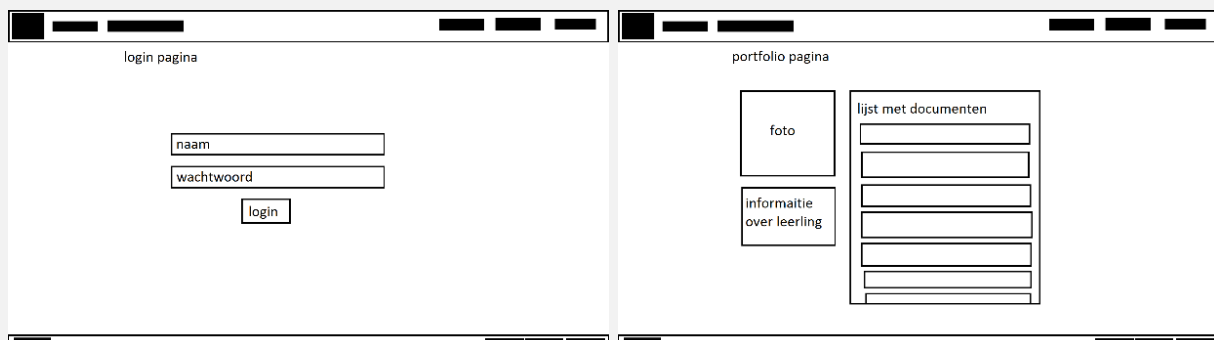 login pagina
naam
wachtwoord
login
portfolio pagina
foto
informaitie
over leerling
lijst met documenten